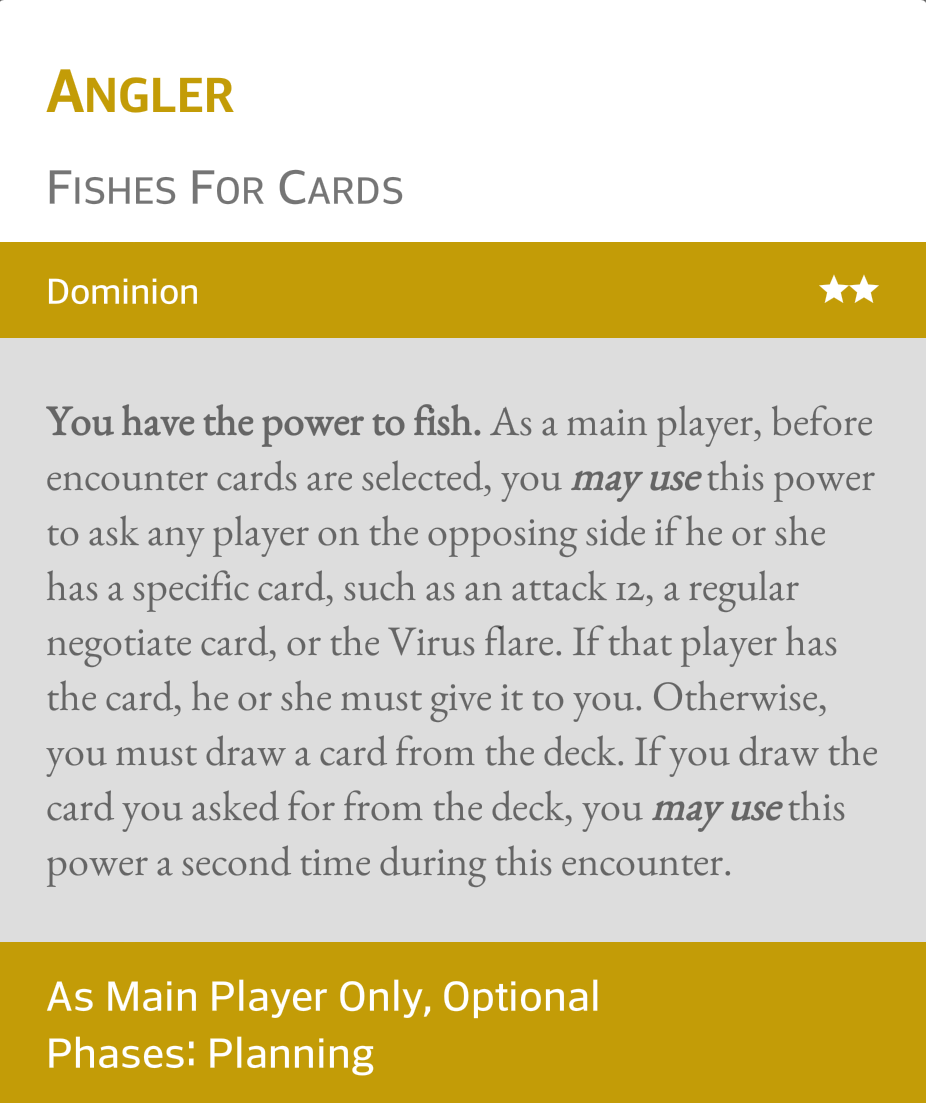 Angler
Fishes For Cards
Dominion ★★
You have the power to fish. As a main player, before
encounter cards are selected, you may use this power
to ask any player on the opposing side if he or she
has a specific card, such as an attack 12, a regular
negotiate card, or the Virus flare. If that player has
the card, he or she must give it to you. Otherwise,
you must draw a card from the deck. If you draw the
card you asked for from the deck, you may use this
power a second time during this encounter.
As Main Player Only, Optional
Phases: Planning